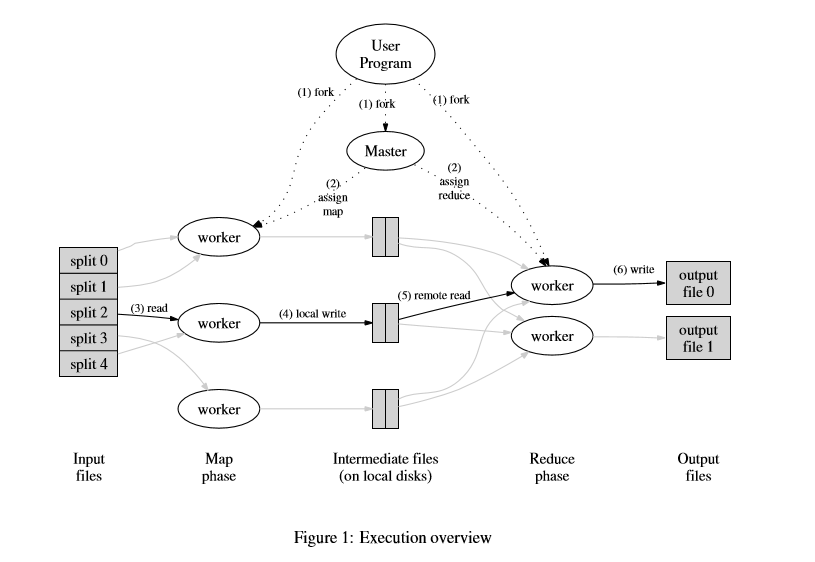 User
Program
(1) fork
(1) fork
(1) fork
Master
(2)
assign
map
(2)
assign
reduce
worker
split 0
split 1
split 2
split 3
split 4
(3) read
worker
(4) local write
(5) remote read
worker
worker
worker
(6) write
output
file 0
output
file 1
Input
files
Map
phase
Intermediate files
(on local disks)
Reduce
phase
Output
files
Figure 1: Execution overview